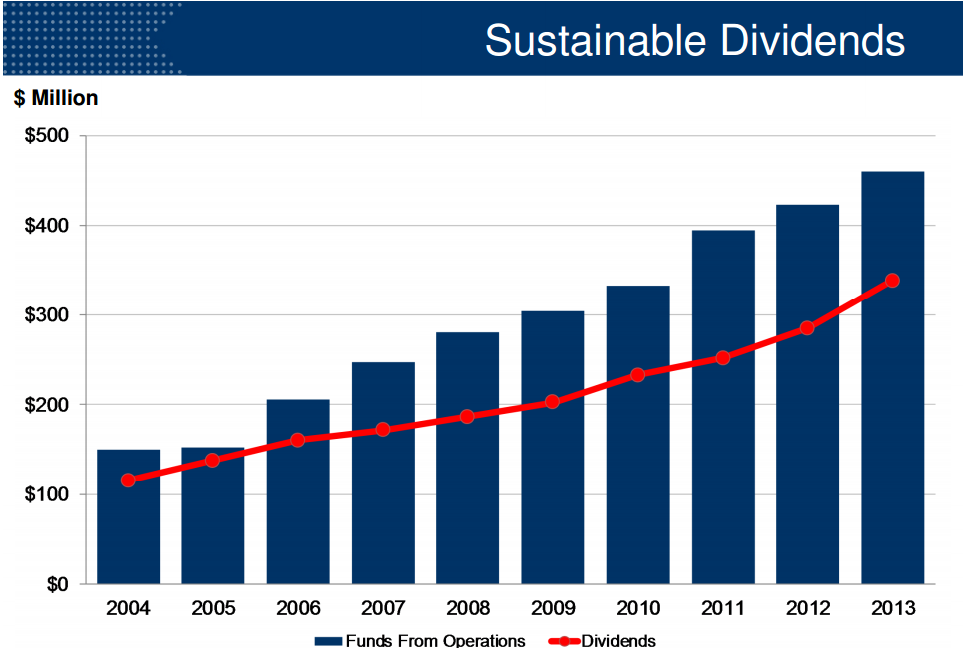 Sustainable Dividends
$ Million
$500
$400
$300
$200
$100
$0
2004 2005 2006 2007 2008 2009 2010 2011 2012 2013
Funds From Operations Dividends